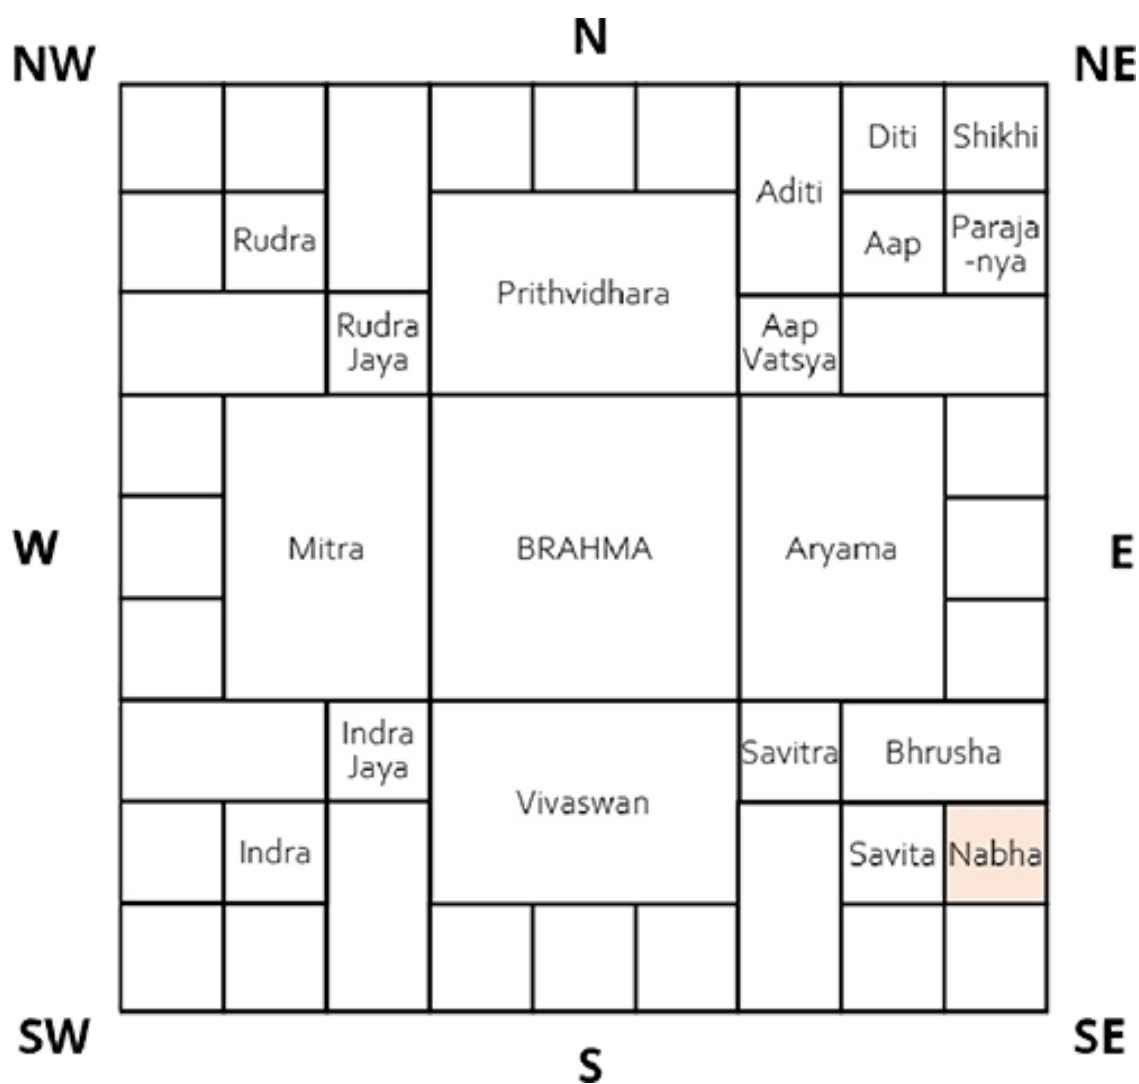 N
NW
NE
Diti
Shikhi
Aditi
Rudra
Aap
Paraja
-nya
Prithvidhara
Rudra
Jaya
Aap
Vatsya
W
Mitra
BRAHMA
Aryama
E
Indra
Jaya
Savitra
Bhrusha
Vivaswan
Indra
Savita
Nabha
SW
S
SE